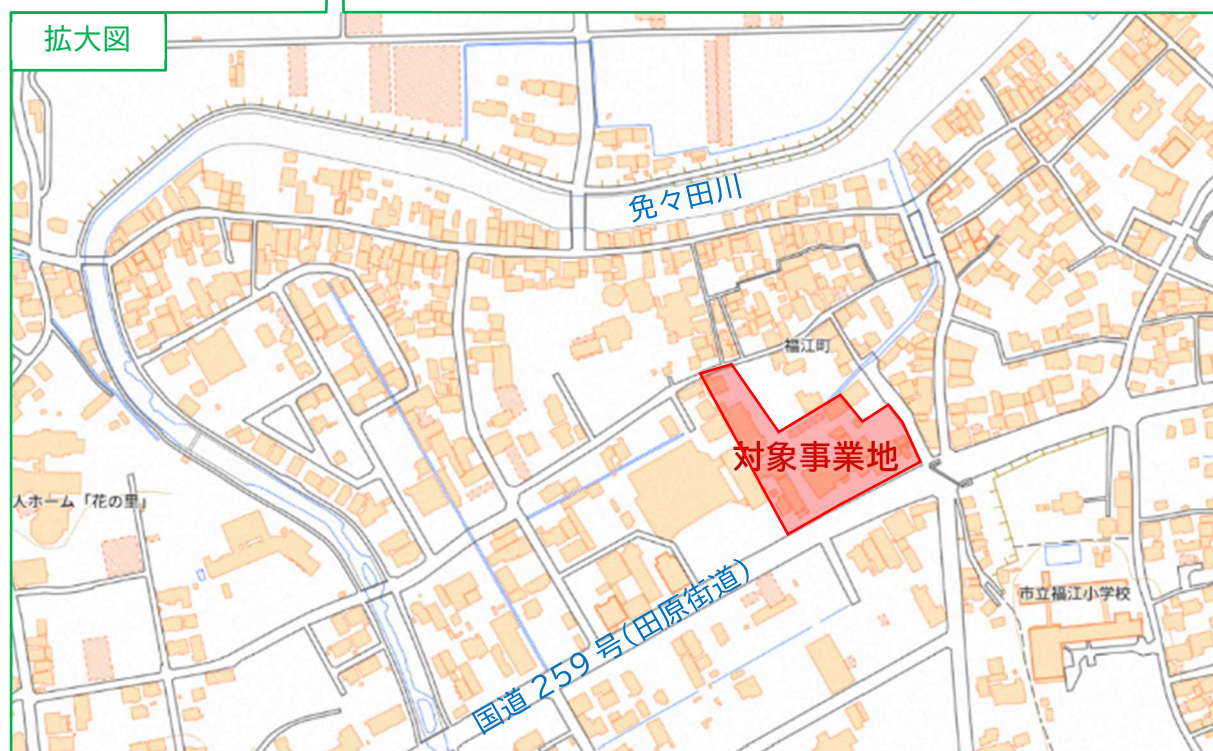 拡大図
免々田川
福江町
対象事業地
人ホーム「花の里」
市立福江小学校
国道 259 号(田原街道)